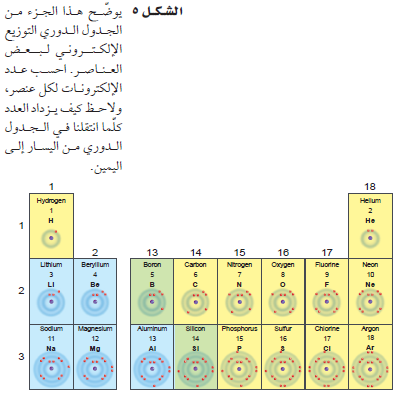 الشكل ٥ يوضّح هذا الجزء من
الجدول الدوري التوزيع
الإلكتروني لبعض
العناصر. احسب عدد
الإلكترونات لكل عنصر،
ولاحظ كيف يزداد العدد
كلّما انتقلنا في الجدول
الدوري من اليسار إلى
اليمين.
1 18
Hydrogen Helium
1 2
H He
1
2 13 14 15 16 17
Lithium Beryllium Boron Carbon Nitrogen Oxygen Fluorine Neon
3 4 5 6 7 8 9 10
Li Be B C N O F Ne
2
Sodium Magnesium Aluminum Silicon Phosphorus Sulfur Chlorine Argon
11 12 13 14 15 16 17 18
Na Mg Al Si P S Cl Ar
3